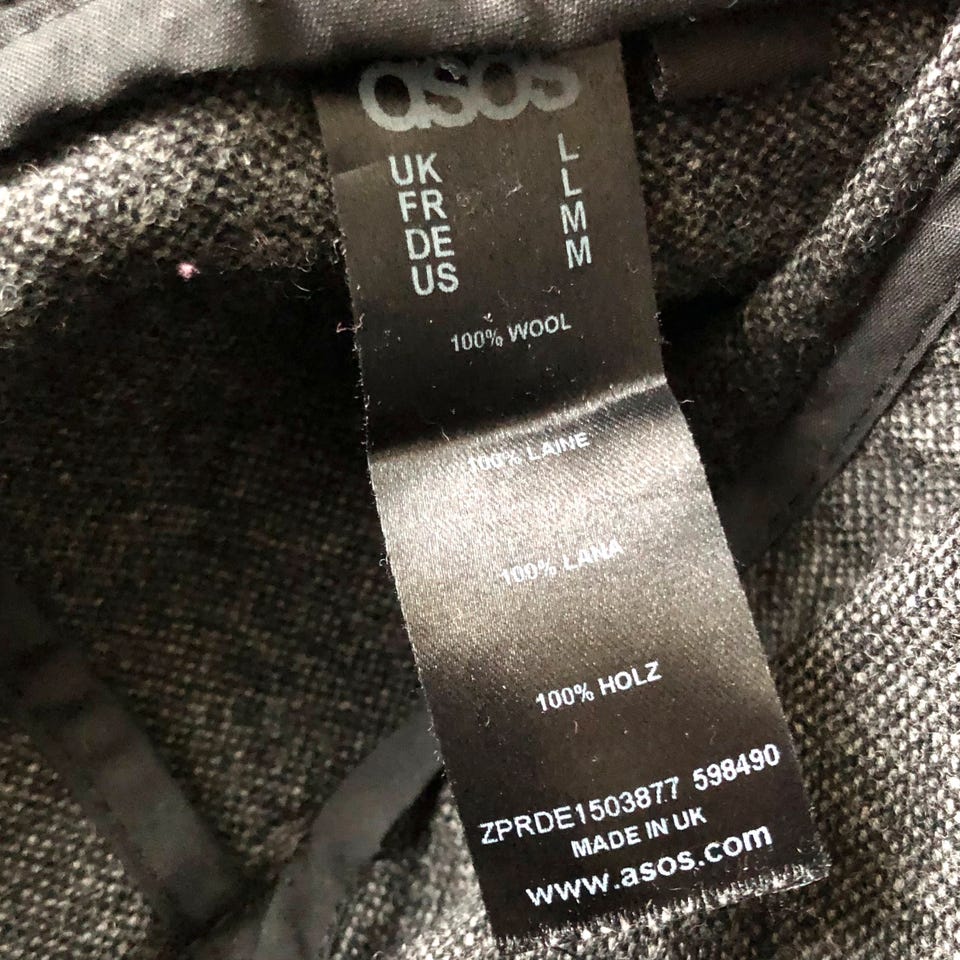 asos
UK L
FR L
DE M
US M
100% WOOL
100% LAINE
100% LANA
100% HOLZ
ZPRDE1503877 598490
MADE IN UK
www.asos.com